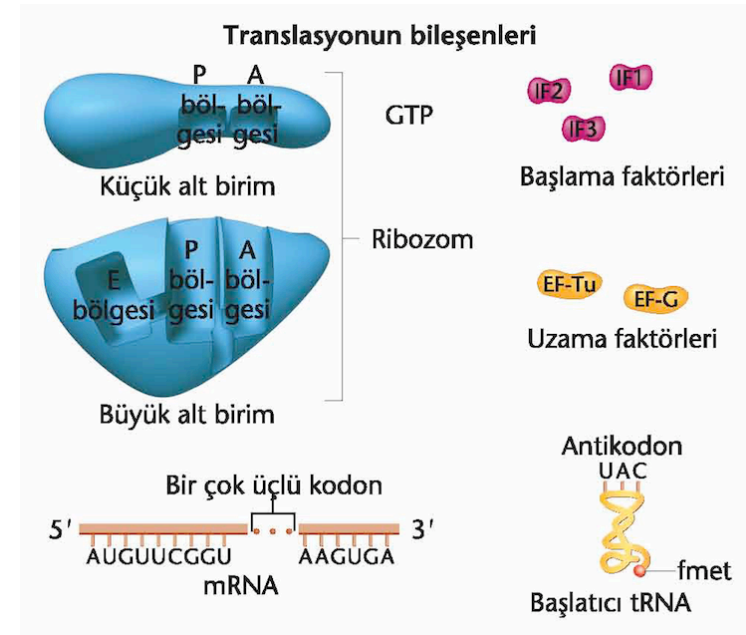 Translasyonun bileşenleri
P A
böl- böl-
gesi gesi
Küçük alt birim
GTP
IF2
IF1
IF3
Başlama faktörleri
Ribozom
P A
E böl- böl-
bölgesi gesi gesi
Büyük alt birim
EF-Tu
EF-G
Uzama faktörleri
Bir çok üçlü kodon
5' 3'
AUGUUCGGU AAGUGA
mRNA
Antikodon
UAC
fmet
Başlatıcı tRNA